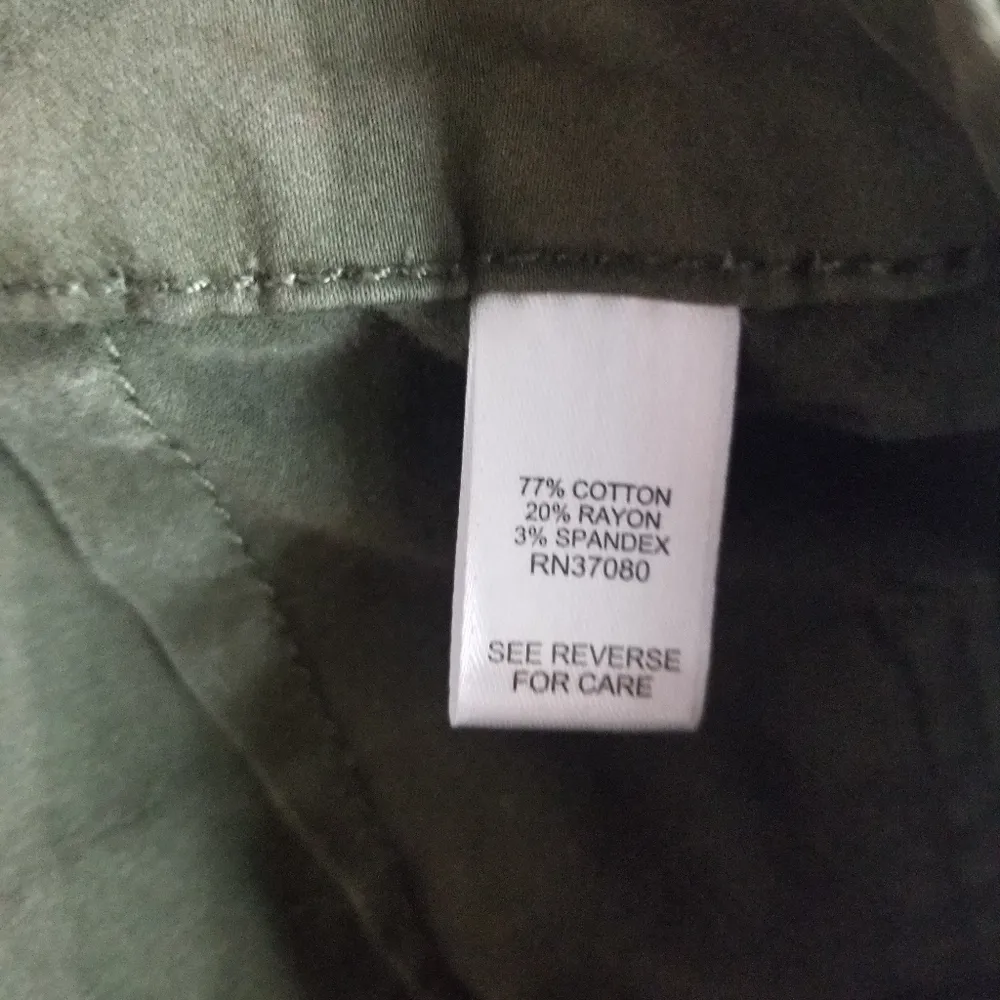 77% COTTON
20% RAYON
3% SPANDEX
RN37080
SEE REVERSE
FOR CARE